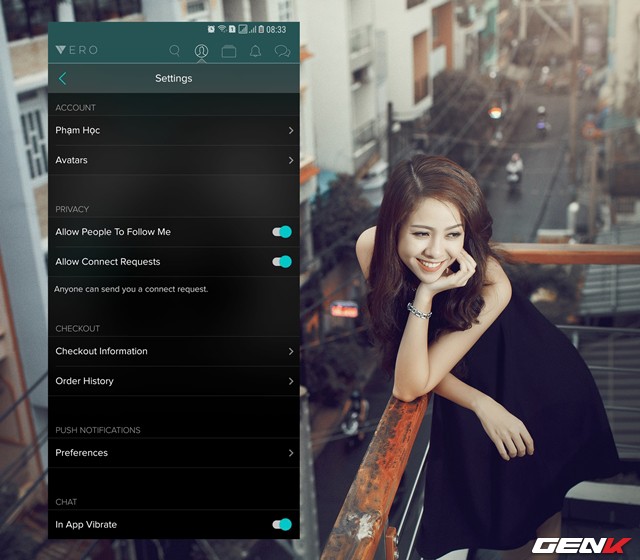 08:33
VERO
Settings
ACCOUNT
Phạm Học
Avatars
PRIVACY
Allow People To Follow Me
Allow Connect Requests
Anyone can send you a connect request.
CHECKOUT
Checkout Information
Order History
PUSH NOTIFICATIONS
Preferences
CHAT
In App Vibrate
GENK